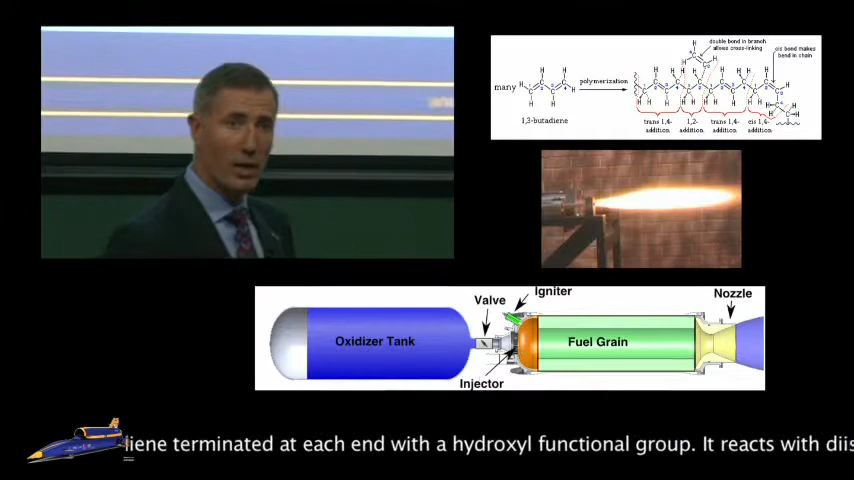 double bond in branch
allows cross-linking
cis bond makes
bend in chain
many
polymerization
1,3-butadiene
trans 1,4-
addition
1,2-
addition
trans 1,4-
addition
cis 1,4-
addition
Valve
Igniter
Nozzle
Oxidizer Tank
Fuel Grain
Injector
liene terminated at each end with a hydroxyl functional group. It reacts with diis